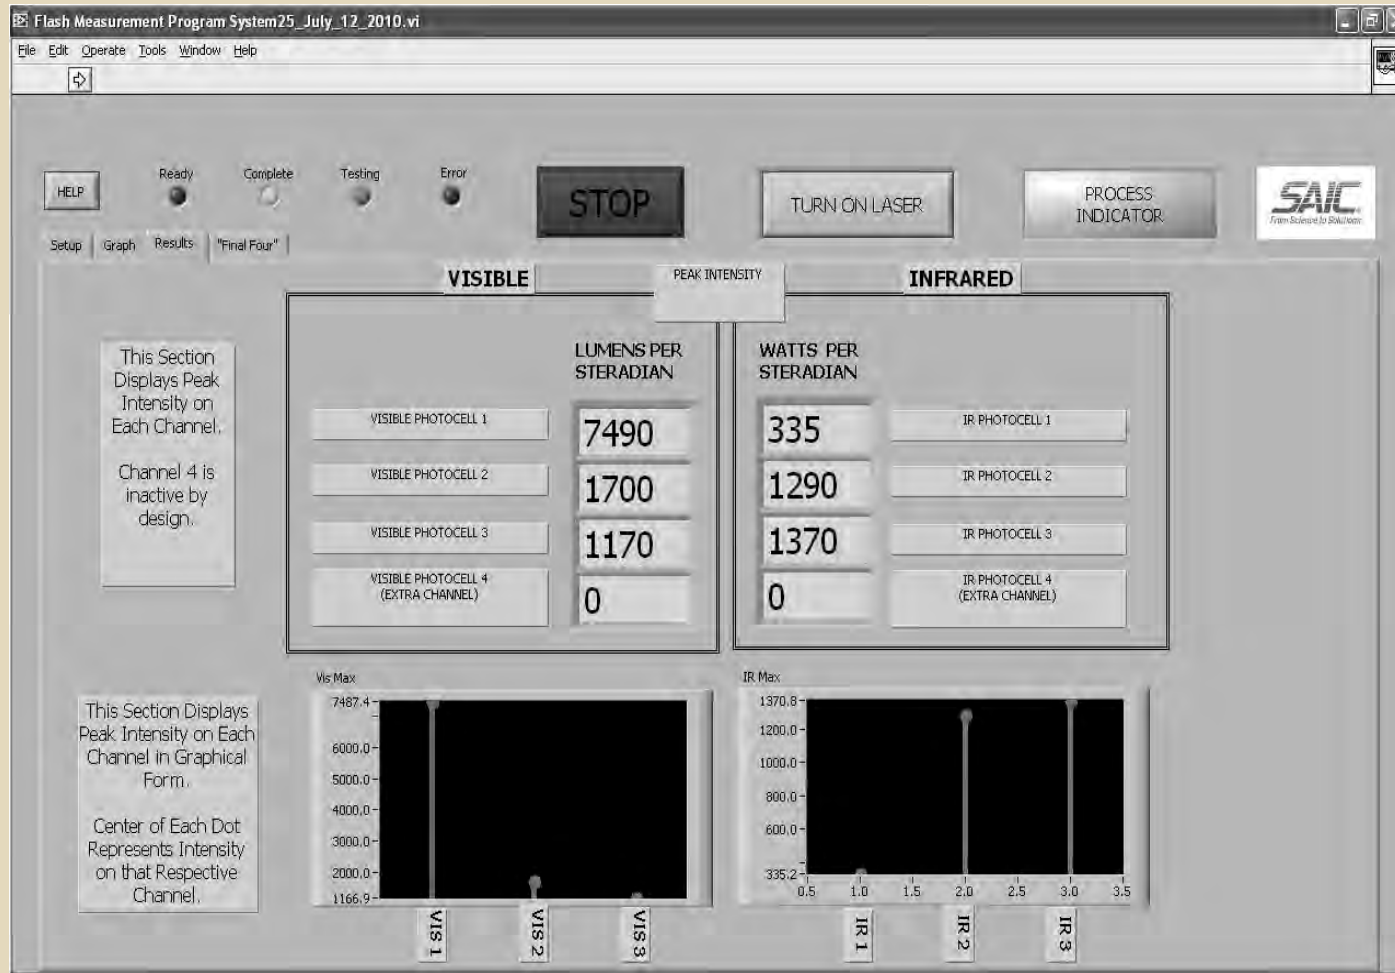 Flash Measurement Program System25_July_12_2010.vi
File Edit Operate Tools Window Help
HELP
Ready
Complete
Testing
Error
STOP
TURN ON LASER
PROCESS
INDICATOR
SAIC
From Science to Solutions
Setup
Graph
Results
"Final Four"
VISIBLE
PEAK INTENSITY
INFRARED
This Section
Displays Peak
Intensity on
Each Channel.
Channel 4 is
inactive by
design.
LUMENS PER
STERADIAN
WATTS PER
STERADIAN
VISIBLE PHOTOCELL 1
7490
335
IR PHOTOCELL 1
VISIBLE PHOTOCELL 2
1700
1290
IR PHOTOCELL 2
VISIBLE PHOTOCELL 3
1170
1370
IR PHOTOCELL 3
VISIBLE PHOTOCELL 4
(EXTRA CHANNEL)
0
0
IR PHOTOCELL 4
(EXTRA CHANNEL)
This Section Displays
Peak Intensity on Each
Channel in Graphical
Form.
Center of Each Dot
Represents Intensity
on that Respective
Channel.
Vis Max
7487.4
6000.0
5000.0
4000.0
3000.0
2000.0
1166.9
VIS 1
VIS 2
VIS 3
IR Max
1370.8
1200.0
1000.0
800.0
600.0
335.2
0.5 1.0 1.5 2.0 2.5 3.0 3.5
IR 1
IR 2
IR 3